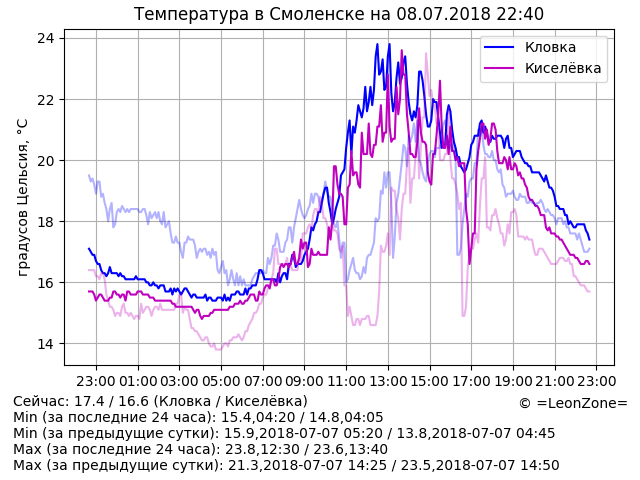 Температура в Смоленске на 08.07.2018 22:40
24
22
20
18
16
14
градусов Цельсия, °C
Кловка
Киселёвка
23:00 01:00 03:00 05:00 07:00 09:00 11:00 13:00 15:00 17:00 19:00 21:00 23:00
Сейчас: 17.4 / 16.6 (Кловка / Киселёвка)
© =LeonZone=
Min (за последние 24 часа): 15.4,04:20 / 14.8,04:05
Min (за предыдущие сутки): 15.9,2018-07-07 05:20 / 13.8,2018-07-07 04:45
Max (за последние 24 часа): 23.8,12:30 / 23.6,13:40
Max (за предыдущие сутки): 21.3,2018-07-07 14:25 / 23.5,2018-07-07 14:50